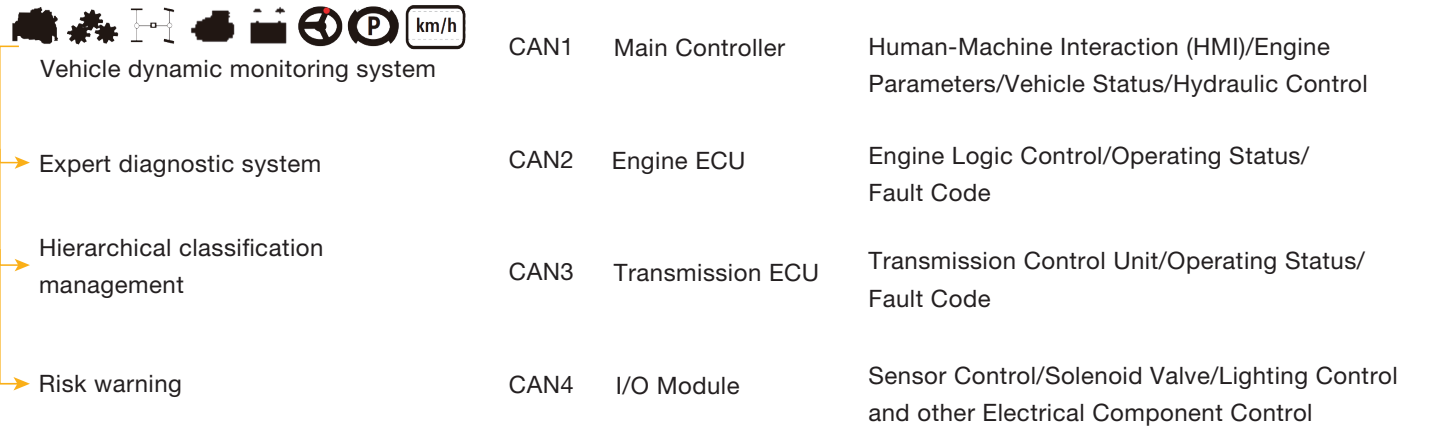 P
km/h
Vehicle dynamic monitoring system
Expert diagnostic system
Hierarchical classification
management
Risk warning
CAN1 Main Controller
Human-Machine Interaction (HMI)/Engine
Parameters/Vehicle Status/Hydraulic Control
CAN2 Engine ECU
Engine Logic Control/Operating Status/
Fault Code
CAN3 Transmission ECU
Transmission Control Unit/Operating Status/
Fault Code
CAN4 I/O Module
Sensor Control/Solenoid Valve/Lighting Control
and other Electrical Component Control